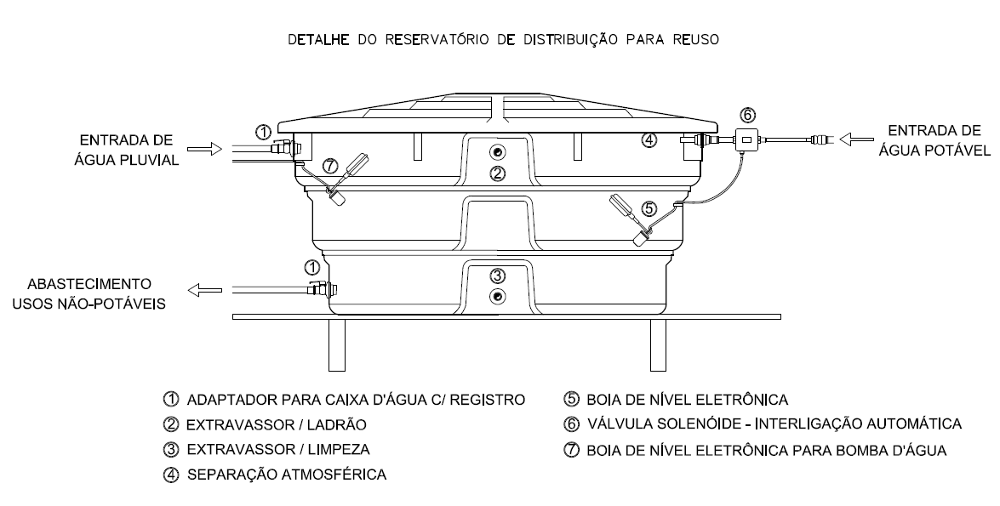 DETALHE DO RESERVATÓRIO DE DISTRIBUIÇÃO PARA REUSO
6
1
4
ENTRADA DE
ÁGUA PLUVIAL
ENTRADA DE
ÁGUA POTÁVEL
7
2
5
1
3
ABASTECIMENTO
USOS NÃO-POTÁVEIS
1 ADAPTADOR PARA CAIXA D'ÁGUA C/ REGISTRO
2 EXTRAVASSOR / LADRÃO
3 EXTRAVASSOR / LIMPEZA
4 SEPARAÇÃO ATMOSFÉRICA
5 BOIA DE NÍVEL ELETRÔNICA
6 VÁLVULA SOLENÓIDE - INTERLIGAÇÃO AUTOMÁTICA
7 BOIA DE NÍVEL ELETRÔNICA PARA BOMBA D'ÁGUA